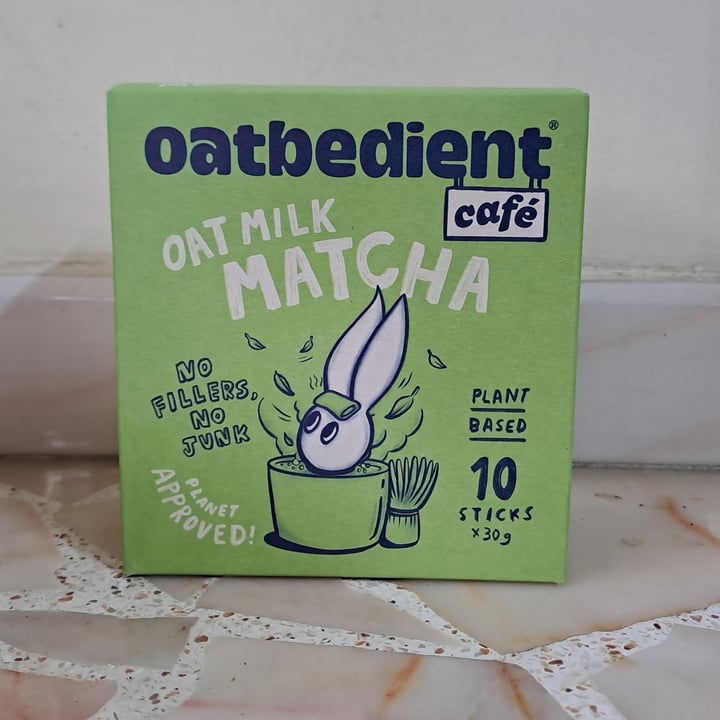 oatbedient®
café
OAT MILK
MATCHA
NO
FILLERS,
NO
JUNK
PLANET
APPROVED!
PLANT
BASED
10
STICKS
x30g